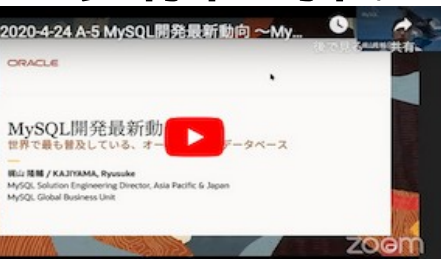 2020-4-24 A-5 MySQL開発最新動向 〜My...
後で見る
共有
ORACLE
MySQL開発最新動
世界で最も普及している、オー データベース
梶山 隆輔 / KAJIYAMA, Ryusuke
MySQL Solution Engineering Director, Asia Pacific & Japan
MySQL Global Business Unit
zoom